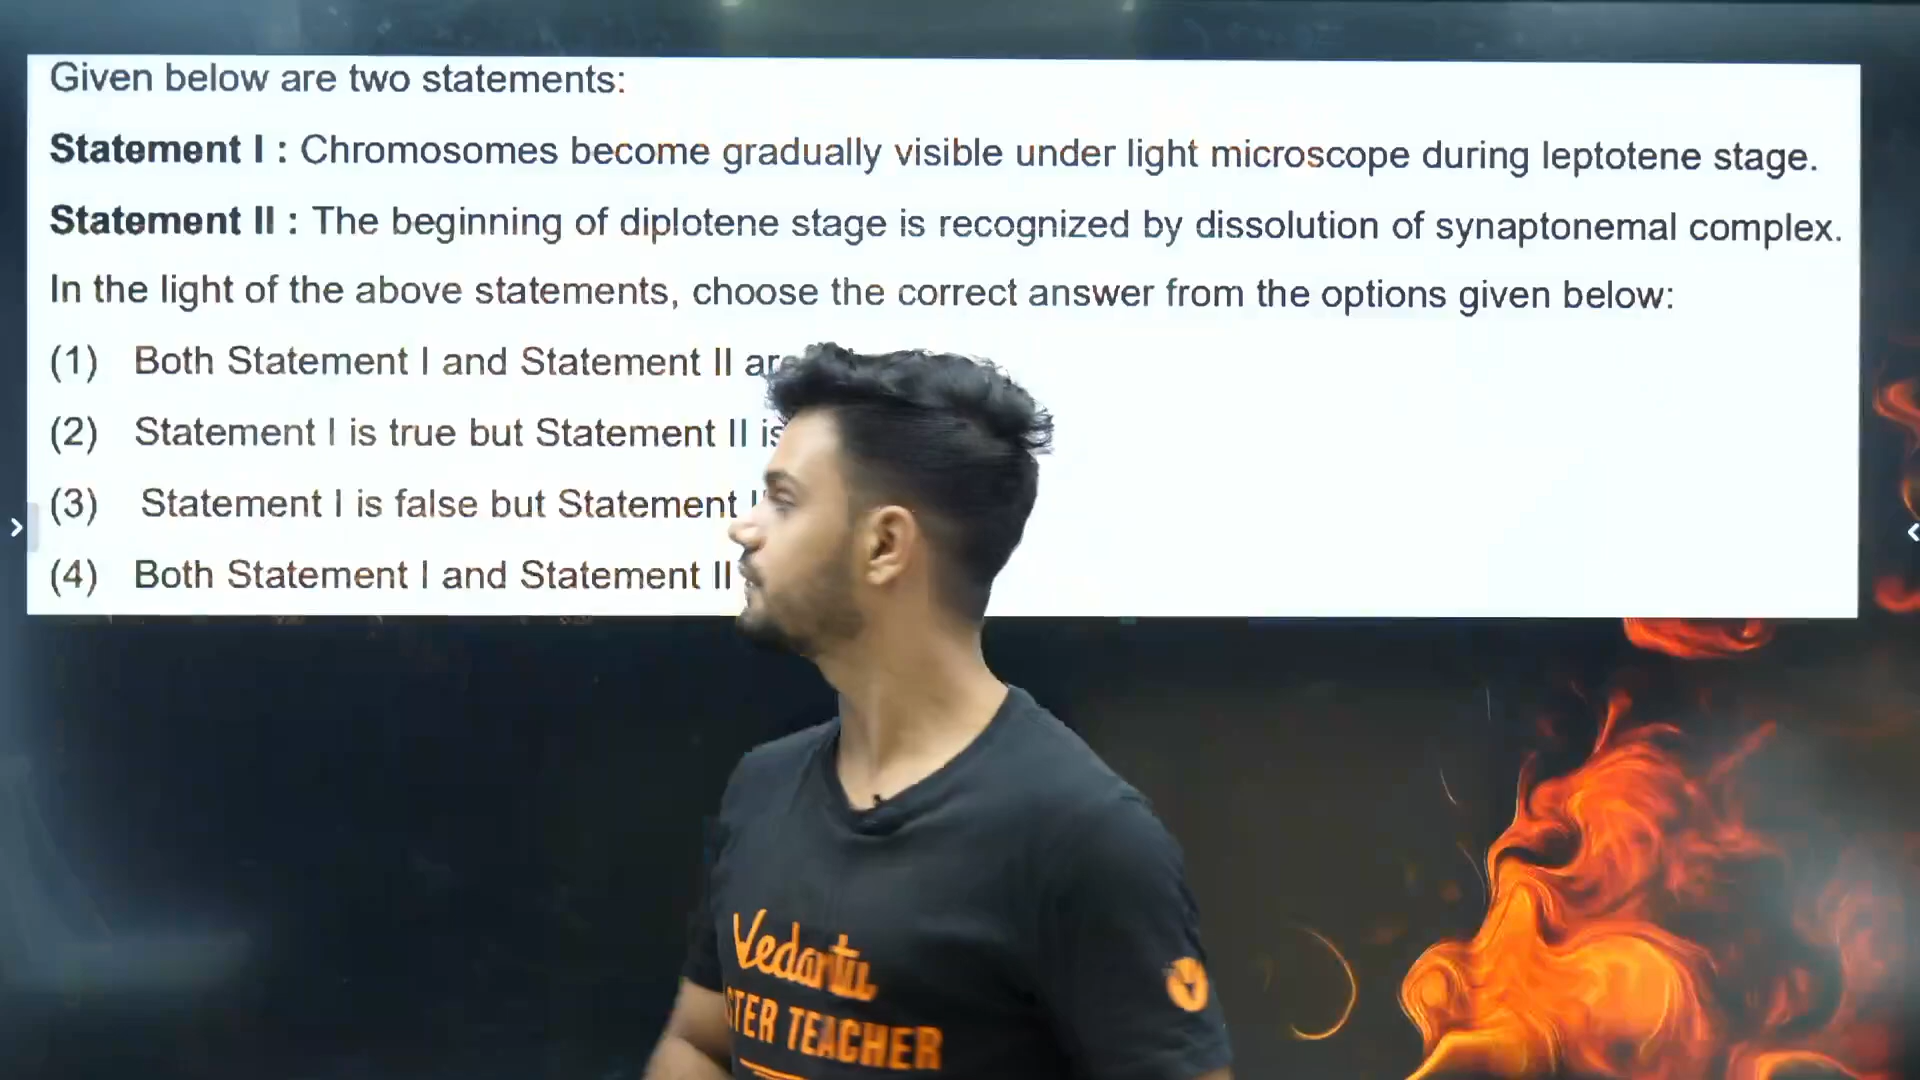 Given below are two statements:
Statement I : Chromosomes become gradually visible under light microscope during leptotene stage.
Statement II : The beginning of diplotene stage is recognized by dissolution of synaptonemal complex.
In the light of the above statements, choose the correct answer from the options given below:
(1) Both Statement I and Statement II
(2) Statement I is true but Statement II is
(3) Statement I is false but Statement
(4) Both Statement I and Statement II
Vedantu
TEACHER